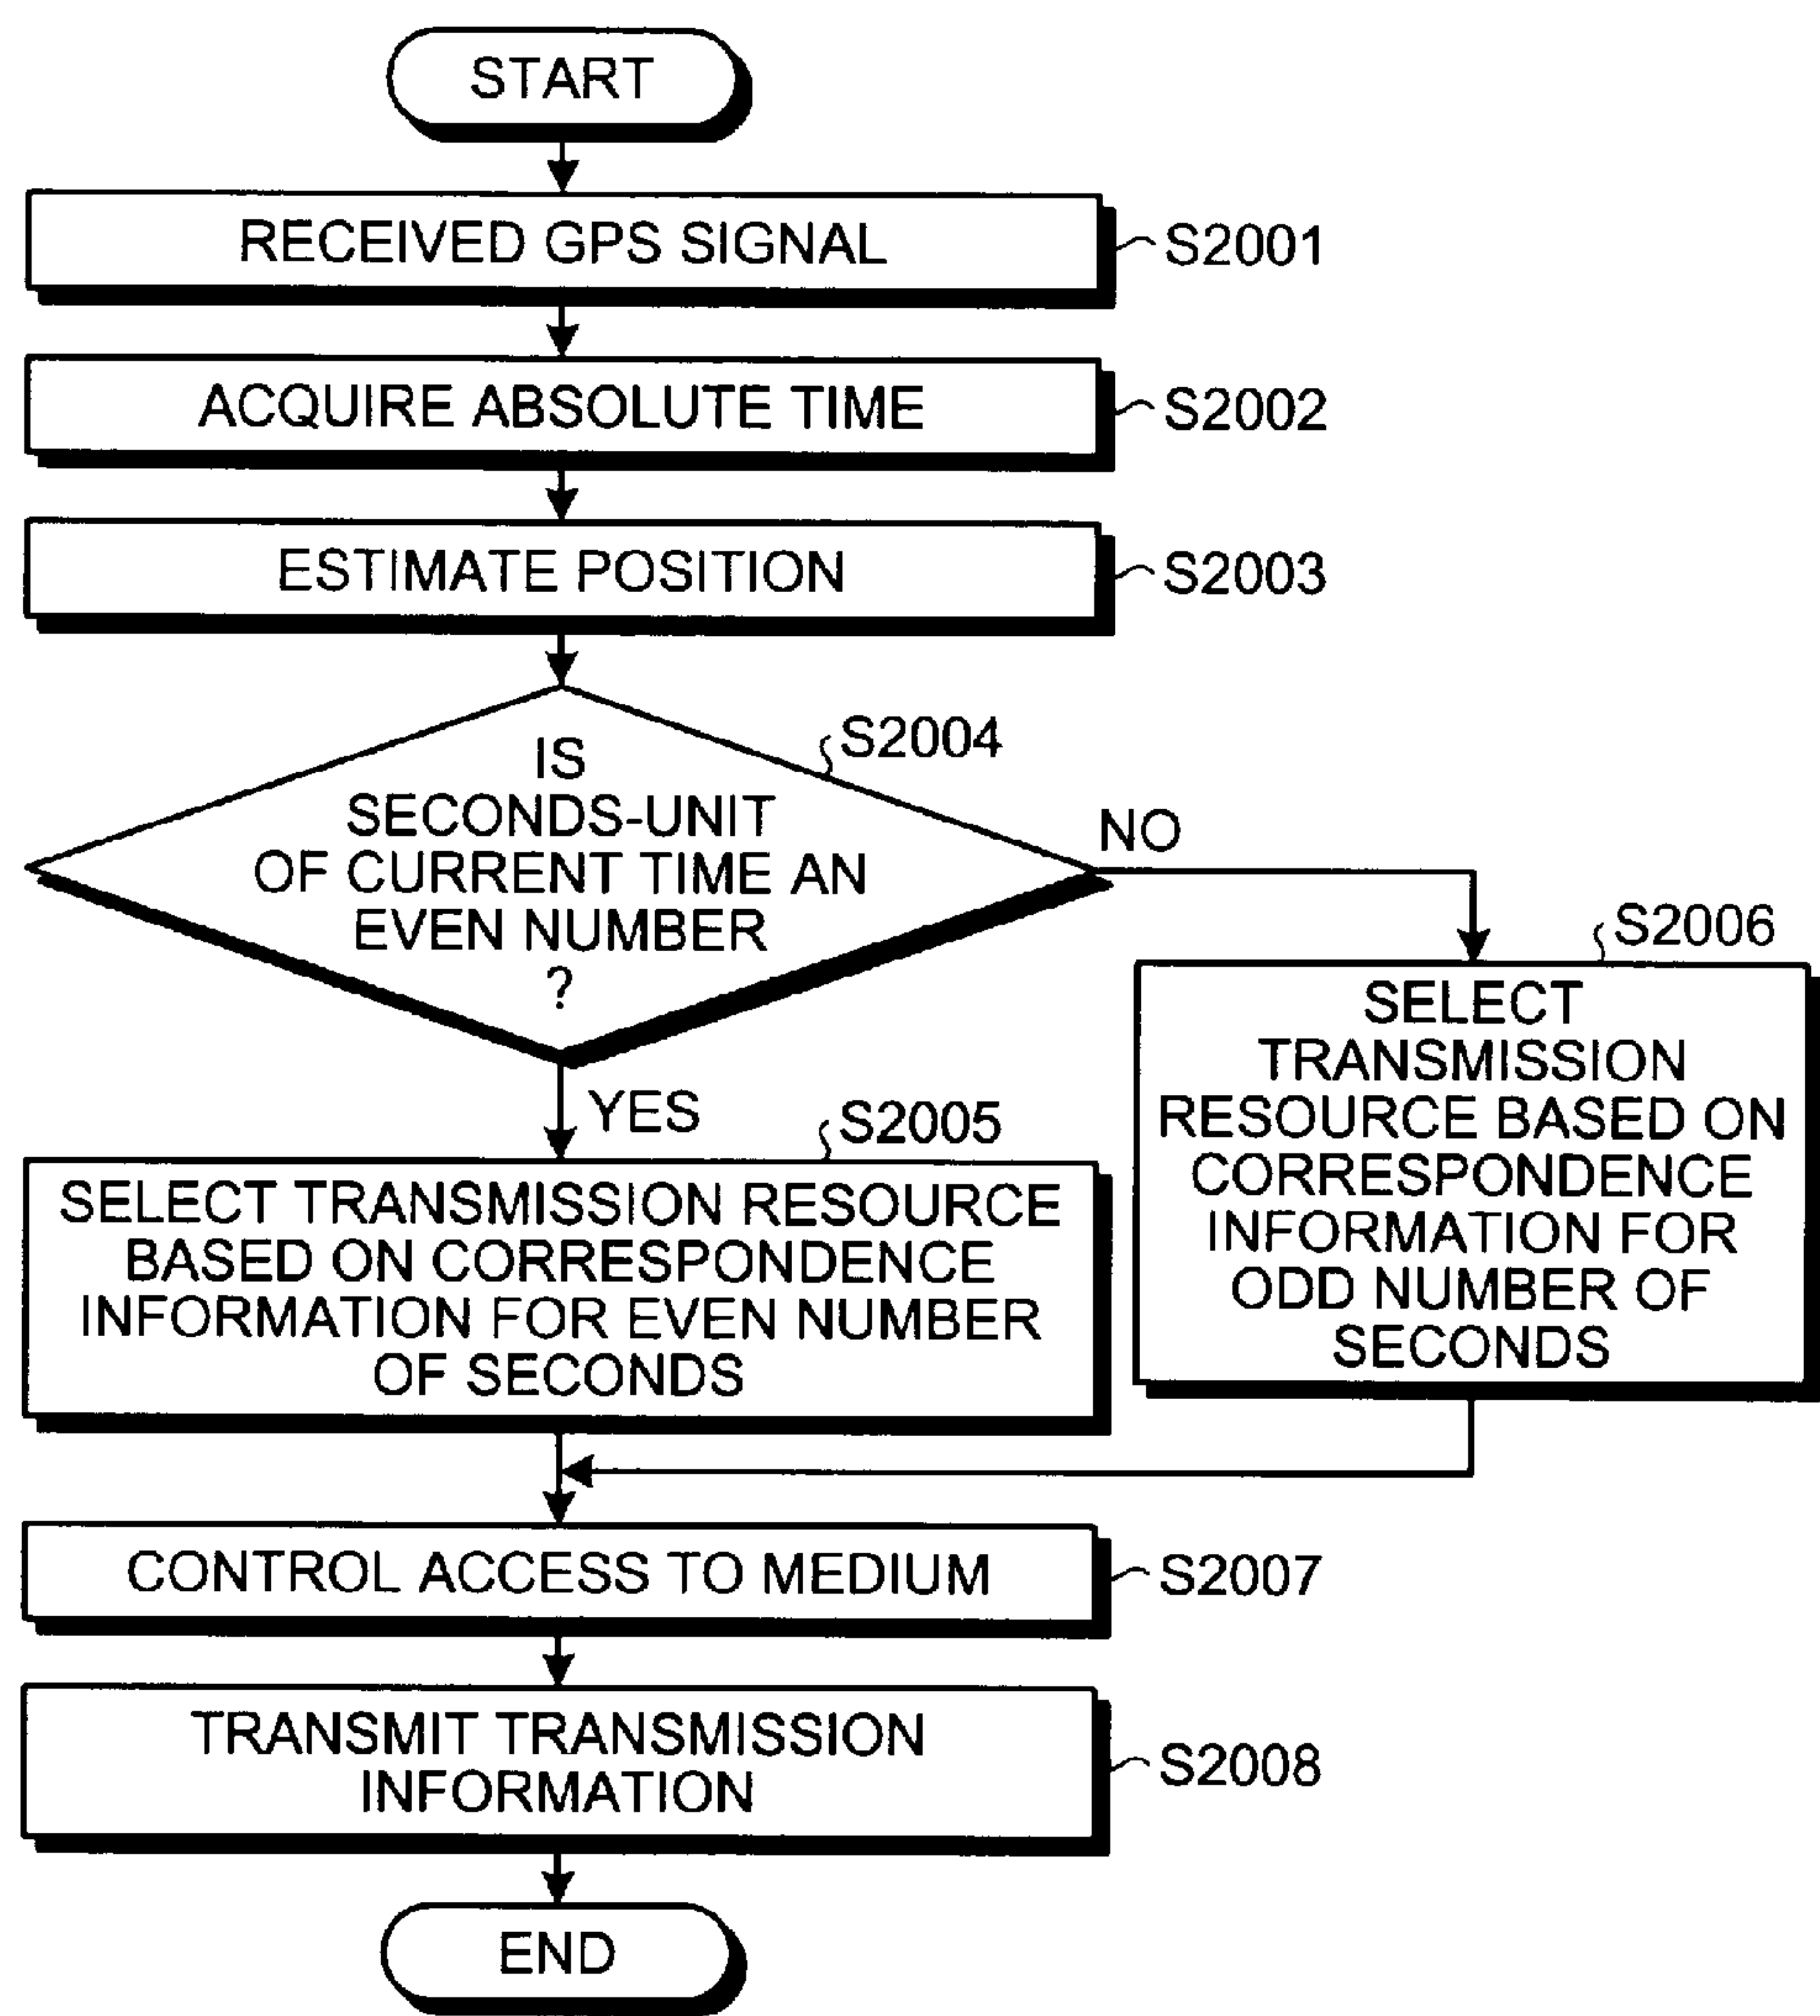 START
RECEIVED GPS SIGNAL
S2001
ACQUIRE ABSOLUTE TIME
S2002
ESTIMATE POSITION
S2003
S2004
IS
SECONDS-UNIT
OF CURRENT TIME AN
EVEN NUMBER
?
NO
YES
S2005
SELECT TRANSMISSION RESOURCE
BASED ON CORRESPONDENCE
INFORMATION FOR EVEN NUMBER
OF SECONDS
S2006
SELECT
TRANSMISSION
RESOURCE BASED ON
CORRESPONDENCE
INFORMATION FOR
ODD NUMBER OF
SECONDS
CONTROL ACCESS TO MEDIUM
S2007
TRANSMIT TRANSMISSION
INFORMATION
S2008
END